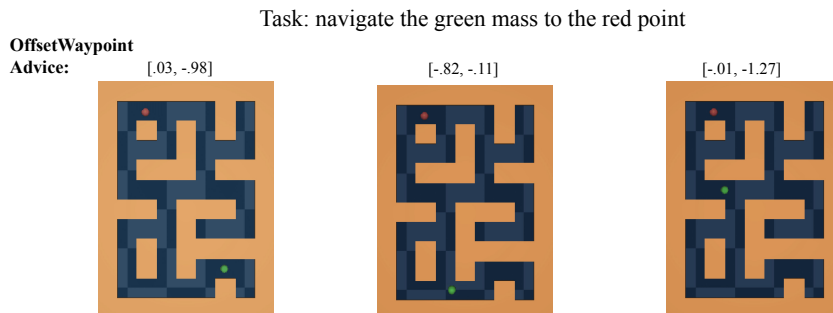 Task: navigate the green mass to the red point
OffsetWaypoint
Advice: [.03, -.98] [-.82, -.11] [-.01, -1.27]